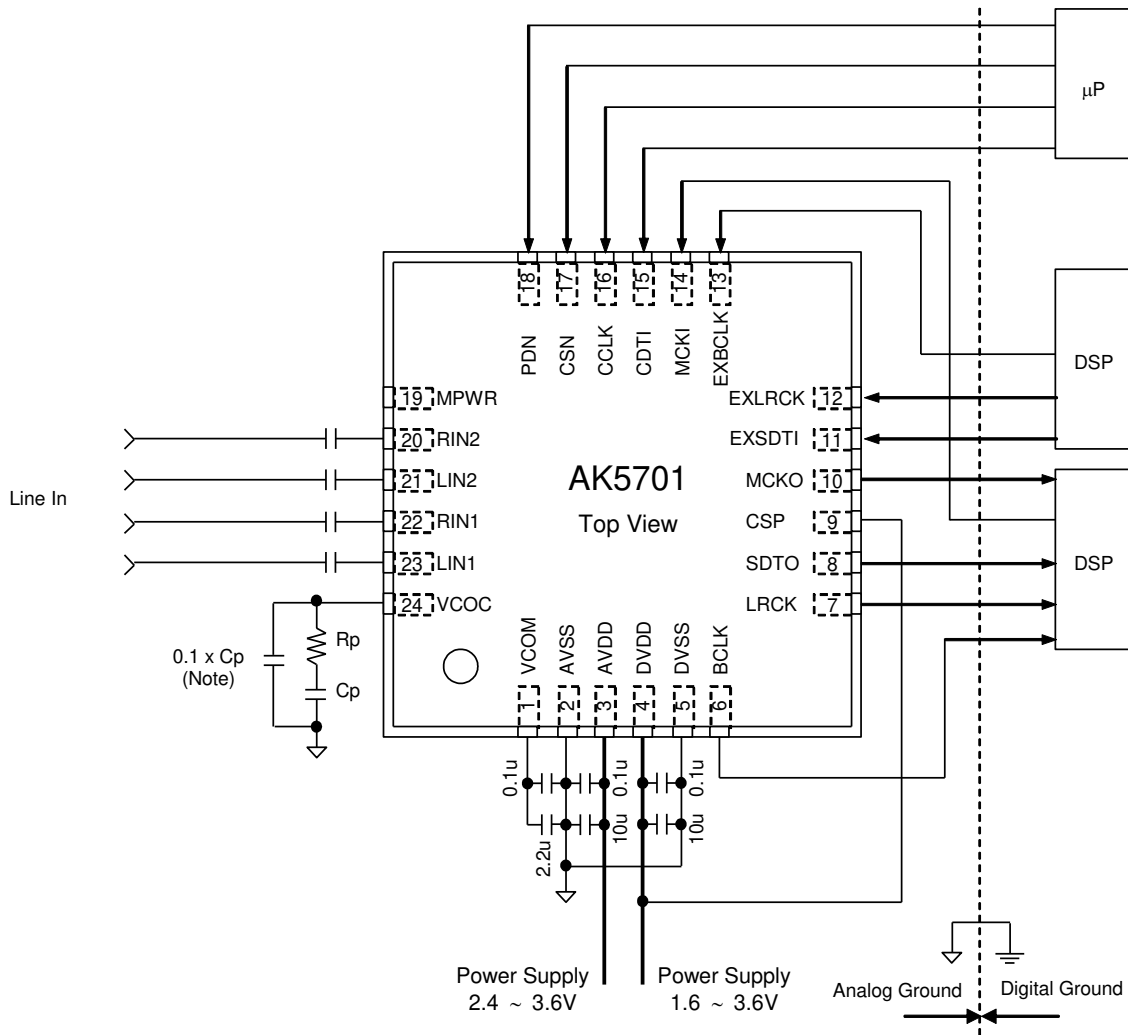 μP
18
17
16
15
14
13
PDN
CSN
CCLK
CDTI
MCKI
EXBCLK
DSP
19 MPWR
EXLRCK 12
20 RIN2
EXSDTI 11
Line In
21 LIN2
AK5701
MCKO 10
22 RIN1
Top View
CSP 9
23 LIN1
SDTO 8
DSP
24 VCOC
LRCK 7
0.1 x Cp
(Note)
Rp
Cp
VCOM
AVSS
AVDD
DVDD
DVSS
BCLK
1
2
3
4
5
6
0.1u
0.1u
0.1u
2.2u
10u
10u
Power Supply
2.4 ~ 3.6V
Power Supply
1.6 ~ 3.6V
Analog Ground
Digital Ground